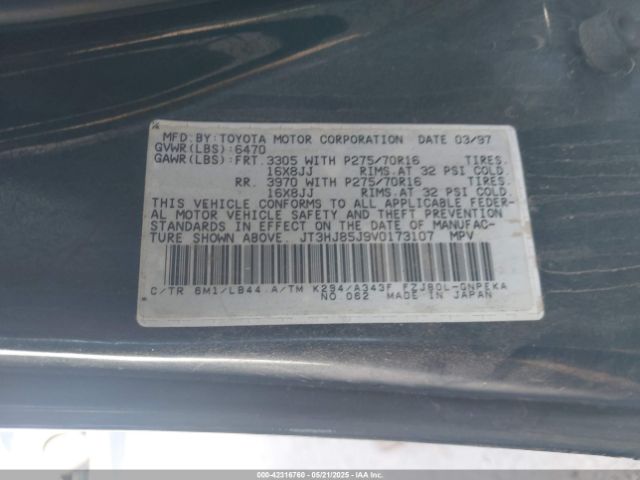 MFD.BY:TOYOTA MOTOR CORPORATION DATE 03/97
GVWR(LBS):6470
GAWR(LBS):FRT.3305 WITH P275/70R16 TIRES.
16X8JJ RIMS.AT 32 PSI COLD.
RR. 3970 WITH P275/70R16 TIRES.
16X8JJ RIMS.AT 32 PSI COLD.
THIS VEHICLE CONFORMS TO ALL APPLICABLE FEDER-
AL MOTOR VEHICLE SAFETY AND THEFT PREVENTION
STANDARDS IN EFFECT ON THE DATE OF MANUFAC-
TURE SHOWN ABOVE. JT3HJ85J9V0173107 MPV
C/TR 6M1/LB44 A/TM K294/A343F FZJ80L-GNPEKA
NO.062 MADE IN JAPAN
000-42316760 - 05/21/2025 - IAA Inc.